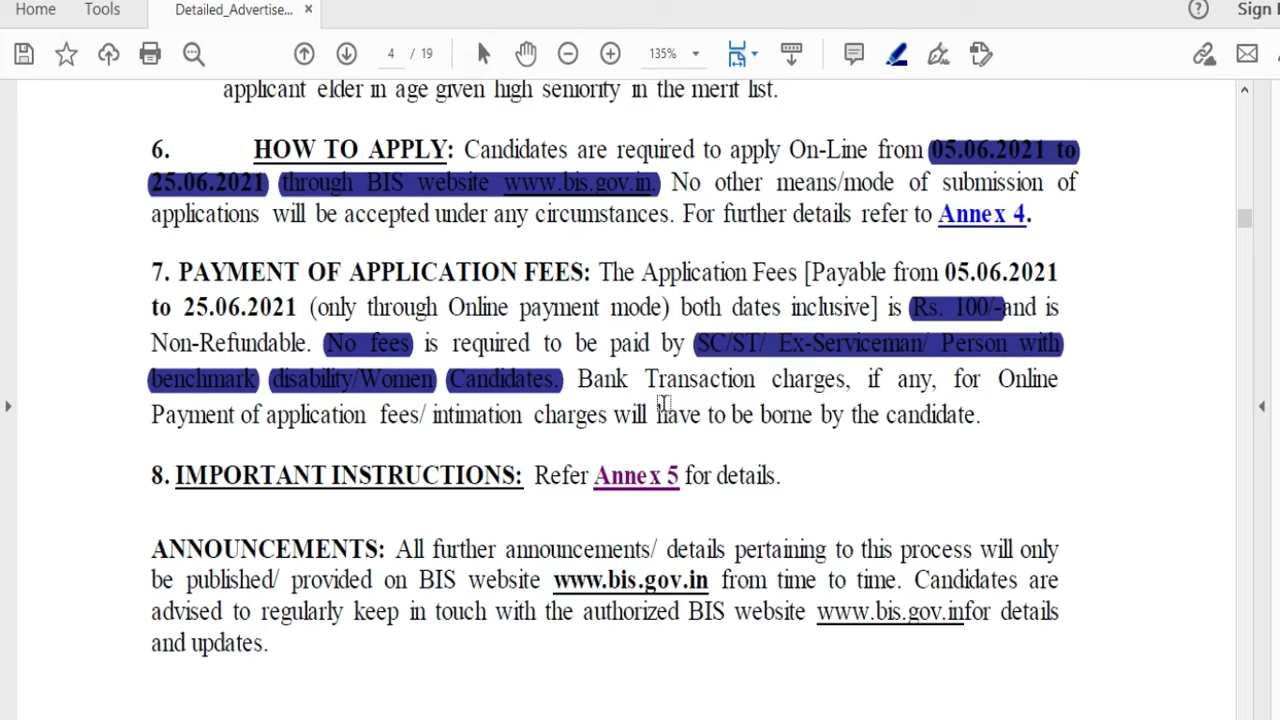 Home Tools Detailed_Advertise... × Sign
4 / 19 135%
applicant elder in age given high seniority in the merit list.
6. HOW TO APPLY: Candidates are required to apply On-Line from 05.06.2021 to
25.06.2021 through BIS website www.bis.gov.in. No other means/mode of submission of
applications will be accepted under any circumstances. For further details refer to Annex 4.
7. PAYMENT OF APPLICATION FEES: The Application Fees [Payable from 05.06.2021
to 25.06.2021 (only through Online payment mode) both dates inclusive] is Rs. 100/-and is
Non-Refundable. No fees is required to be paid by SC/ST/ Ex-Serviceman/ Person with
benchmark disability/Women Candidates. Bank Transaction charges, if any, for Online
Payment of application fees/ intimation charges will have to be borne by the candidate.
8. IMPORTANT INSTRUCTIONS: Refer Annex 5 for details.
ANNOUNCEMENTS: All further announcements/ details pertaining to this process will only
be published/ provided on BIS website www.bis.gov.in from time to time. Candidates are
advised to regularly keep in touch with the authorized BIS website www.bis.gov.infor details
and updates.